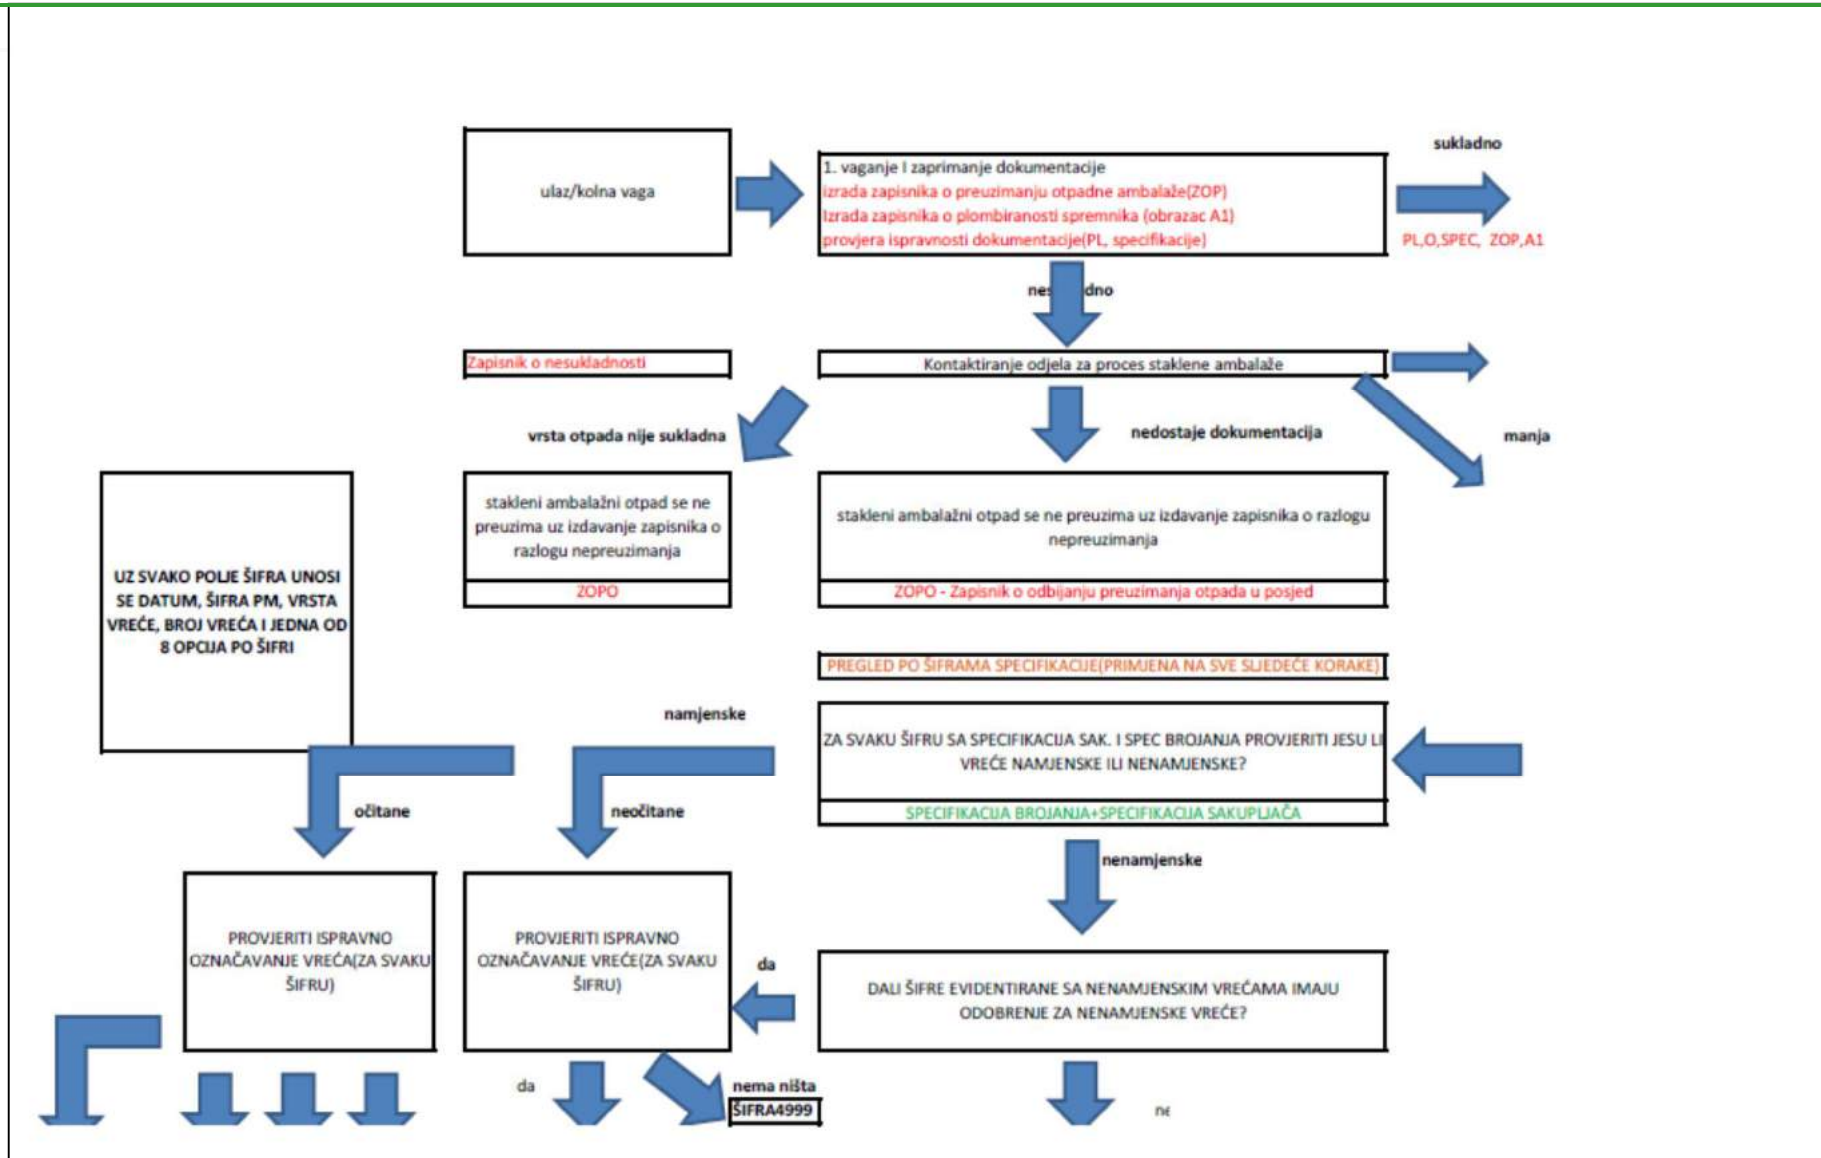 sukladno
ulaz/kolna vaga
1. vaganje I zaprimanje dokumentacije
izrada zapisnika o preuzimanju otpadne ambalaže(ZOP)
Izrada zapisnika o plombiranosti spremnika (obrazac A1)
provjera ispravnosti dokumentacije(PL, specifikacije)
PL,O,SPEC, ZOP,A1
Zapisnik o nesukladnosti
Kontaktiranje odjela za proces staklene ambalaže
vrsta otpada nije sukladna
nedostaje dokumentacija
manja
stakleni ambalažni otpad se ne
preuzima uz izdavanje zapisnika o
razlogu nepreuzimanja
ZOPO
stakleni ambalažni otpad se ne preuzima uz izdavanje zapisnika o razlogu
nepreuzimanja
ZOPO - Zapisnik o odbijanju preuzimanja otpada u posjed
UZ SVAKO POLJE ŠIFRA UNOSI
SE DATUM, ŠIFRA PM, VRSTA
VREĆE, BROJ VREĆA I JEDNA OD
8 OPCIJA PO ŠIFRI
PREGLED PO ŠIFRAMA SPECIFIKACIJE(PRIMJENA NA SVE SLJEDEĆE KORAKE)
namjenske
ZA SVAKU ŠIFRU SA SPECIFIKACIJA SAK. I SPEC BROJANJA PROVJERITI JESU LI
VREĆE NAMJENSKE ILI NENAMJENSKE?
SPECIFIKACIJA BROJANJA+SPECIFIKACIJA SAKUPLJAČA
očitane
neočitane
nenamjenske
PROVJERITI ISPRAVNO
OZNAČAVANJE VREĆA(ZA SVAKU
ŠIFRU)
PROVJERITI ISPRAVNO
OZNAČAVANJE VREĆE(ZA SVAKU
ŠIFRU)
da
DALI ŠIFRE EVIDENTIRANE SA NENAMJENSKIM VREĆAMA IMAJU
ODOBRENJE ZA NENAMJENSKE VREĆE?
da
nema ništa
ŠIFRA4999
ne